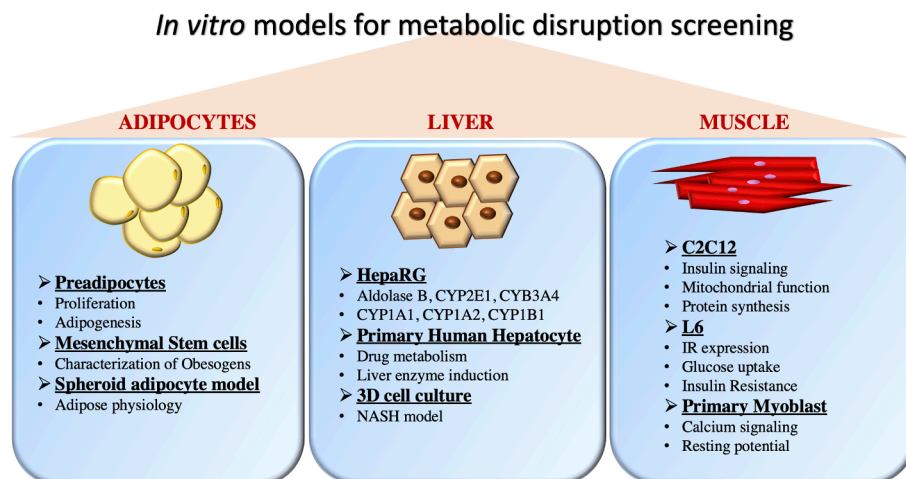 In vitro models for metabolic disruption screening
ADIPOCYTES
➢ Preadipocytes
• Proliferation
• Adipogenesis
➢ Mesenchymal Stem cells
• Characterization of Obesogens
➢ Spheroid adipocyte model
• Adipose physiology
LIVER
➢ HepaRG
• Aldolase B, CYP2E1, CYB3A4
• CYP1A1, CYP1A2, CYP1B1
➢ Primary Human Hepatocyte
• Drug metabolism
• Liver enzyme induction
➢ 3D cell culture
• NASH model
MUSCLE
➢ C2C12
• Insulin signaling
• Mitochondrial function
• Protein synthesis
➢ L6
• IR expression
• Glucose uptake
• Insulin Resistance
➢ Primary Myoblast
• Calcium signaling
• Resting potential